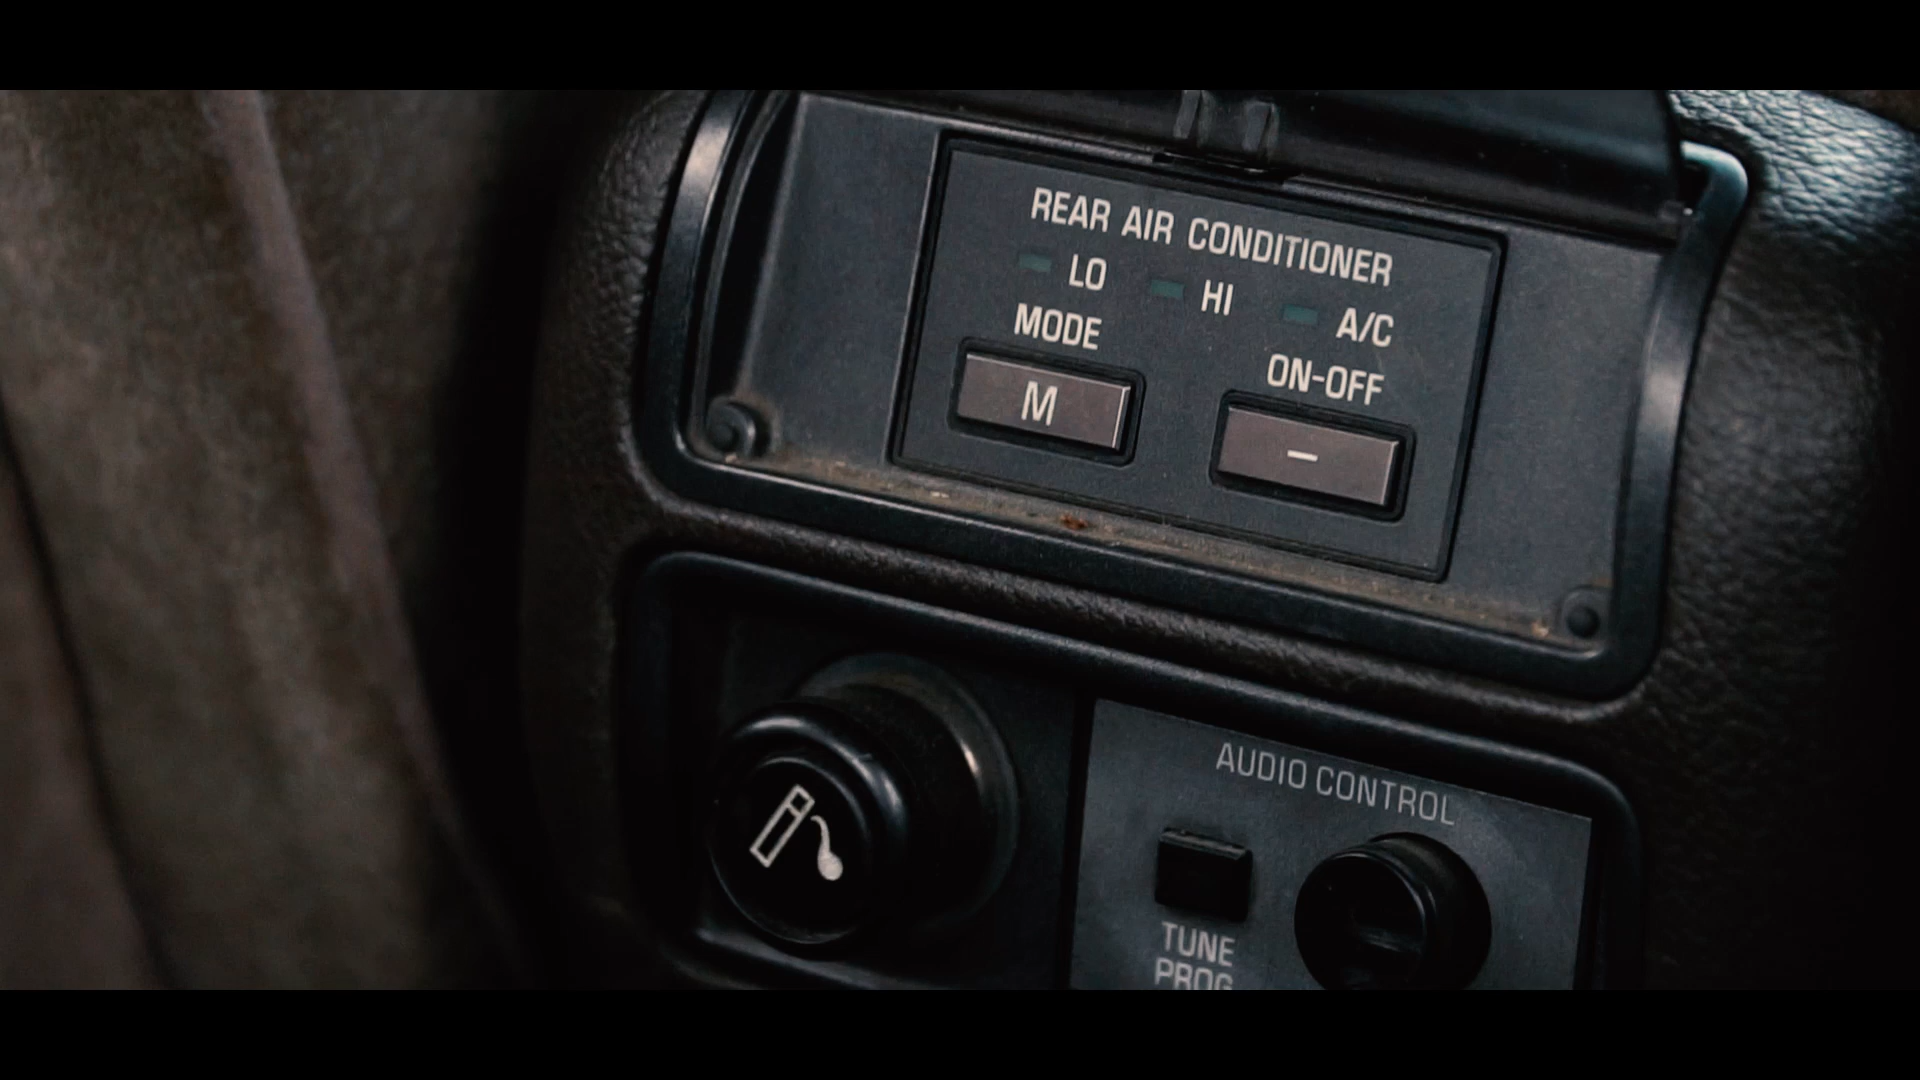 REAR AIR CONDITIONER
LO HI A/C
MODE ON-OFF
M –
AUDIO CONTROL
TUNE
PROG